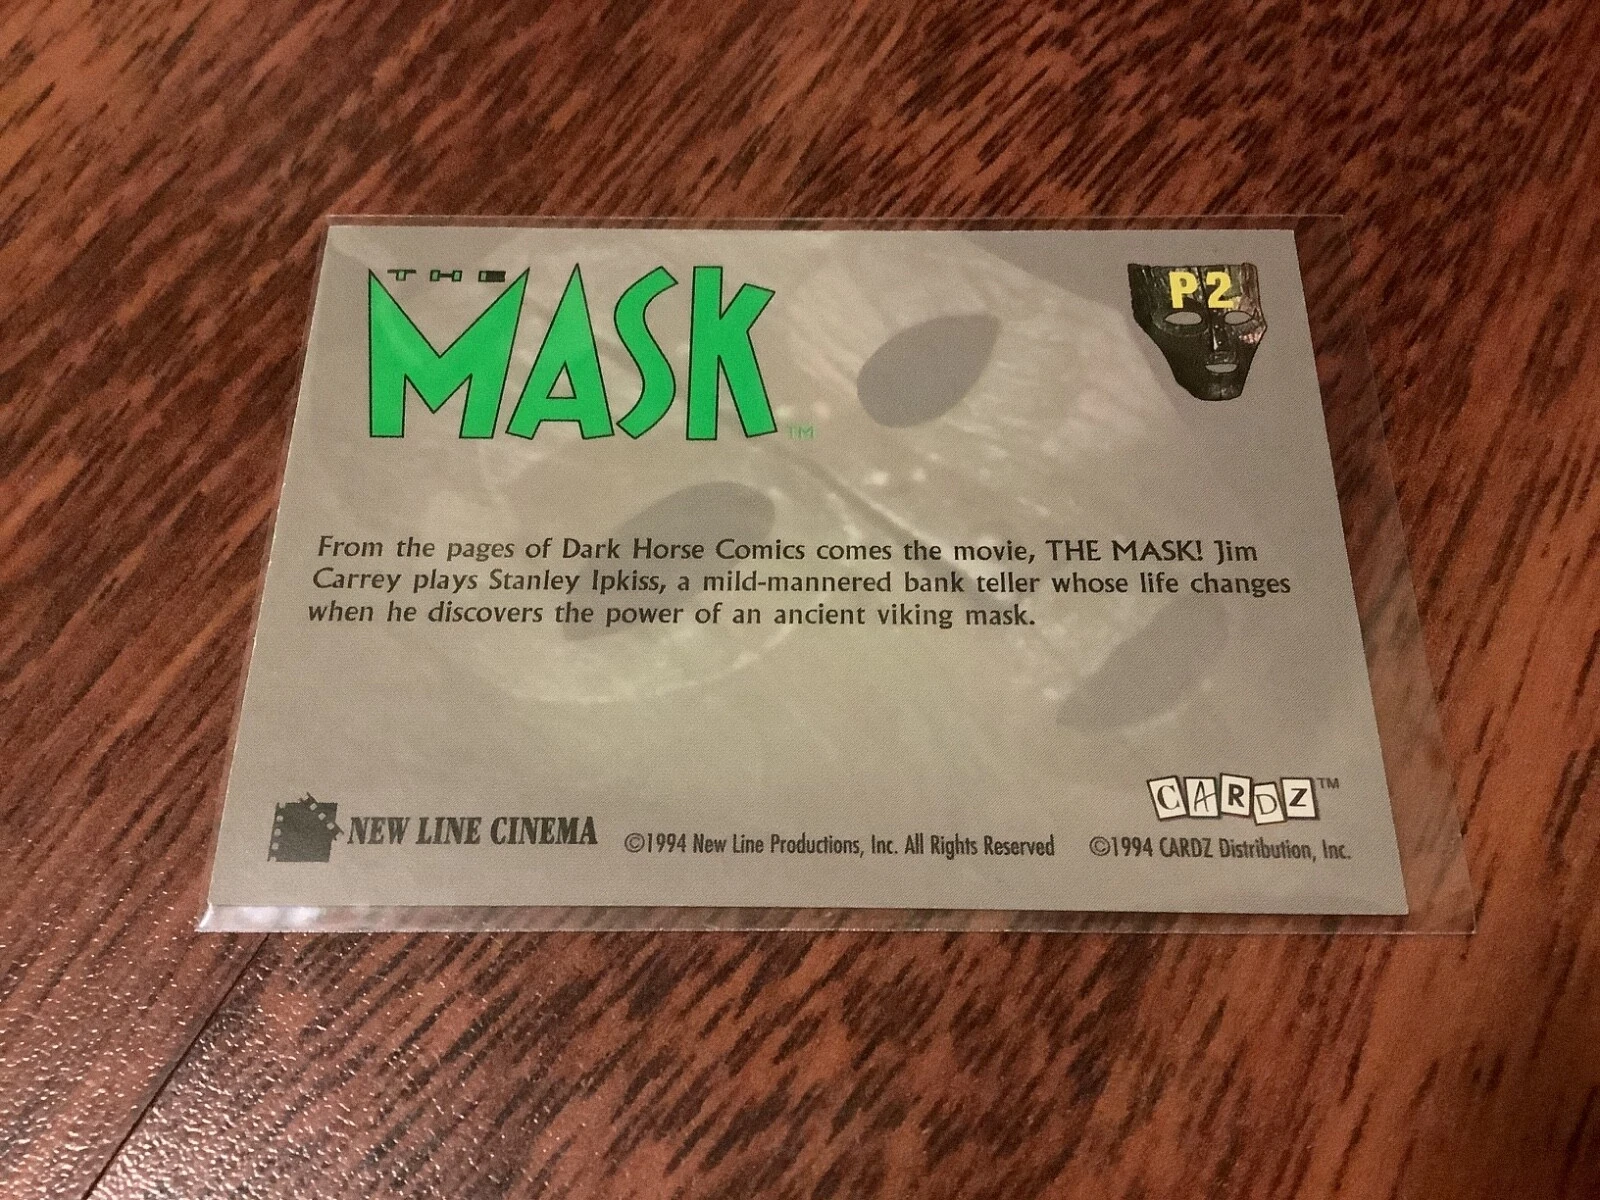 THE
MASK ™
P2
From the pages of Dark Horse Comics comes the movie, THE MASK! Jim
Carrey plays Stanley Ipkiss, a mild-mannered bank teller whose life changes
when he discovers the power of an ancient viking mask.
CARDZ™
NEW LINE CINEMA ©1994 New Line Productions, Inc. All Rights Reserved ©1994 CARDZ Distribution, Inc.